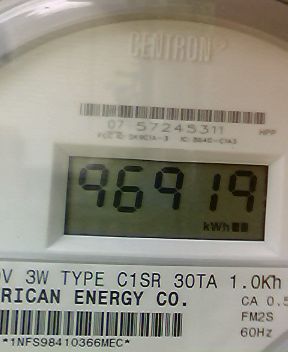 CENTRON®
07 57245311
HPP
96919
kWh
V 3W TYPE C1SR 30TA 1.0Kh
RICAN ENERGY CO.
CA 0.5
FM2S
60Hz
*1NFS98410366MEC*